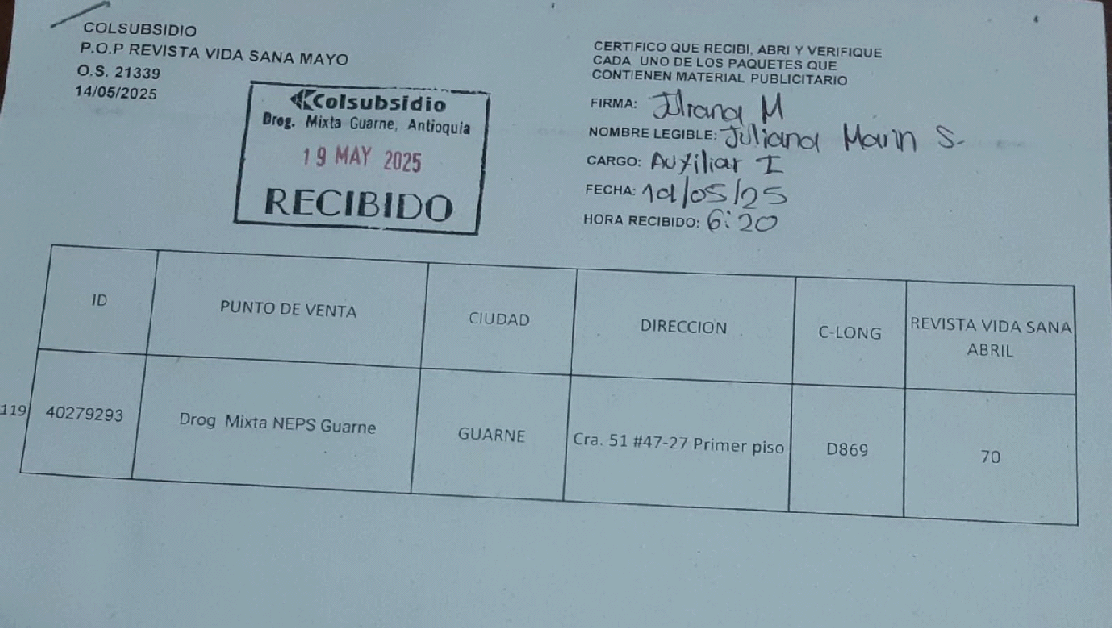 COLSUBSIDIO
P.O.P REVISTA VIDA SANA MAYO
O.S. 21339
14/05/2025
Colsubsidio
Drog. Mixta Guarne, Antioquia
19 MAY 2025
RECIBIDO
CERTIFICO QUE RECIBI, ABRI Y VERIFIQUE
CADA UNO DE LOS PAQUETES QUE
CONTIENEN MATERIAL PUBLICITARIO
FIRMA: Juliana M
NOMBRE LEGIBLE: Juliana Marin S.
CARGO: Auxiliar I
FECHA: 19/05/25
HORA RECIBIDO: 6:20
ID PUNTO DE VENTA CIUDAD DIRECCION C-LONG REVISTA VIDA SANA
ABRIL
119 40279293 Drog Mixta NEPS Guarne GUARNE Cra. 51 #47-27 Primer piso D869 70